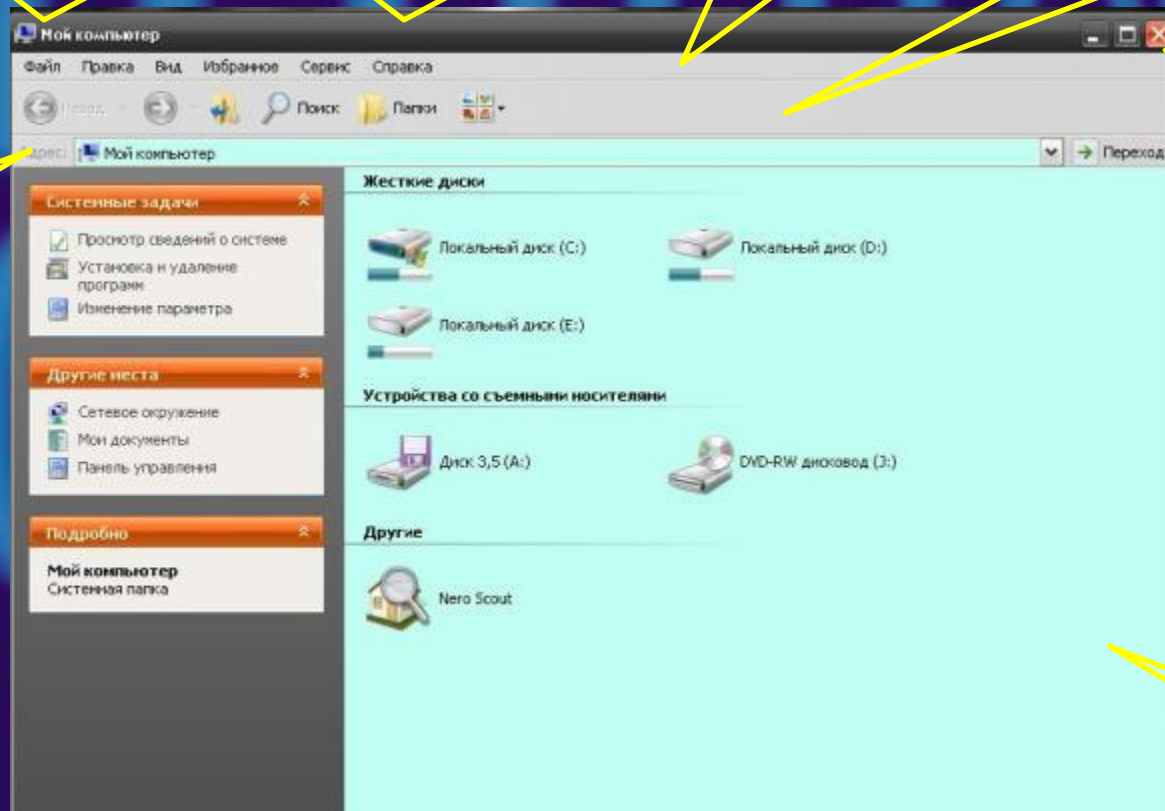 Мой компьютер
Файл Правка Вид Избранное Сервис Справка
Назад Поиск Папки
Адрес: Мой компьютер Переход
Системные задачи
Просмотр сведений о системе
Установка и удаление
программ
Изменение параметра
Другие места
Сетевое окружение
Мои документы
Панель управления
Подробно
Мой компьютер
Системная папка
Жесткие диски
Локальный диск (C:) Локальный диск (D:)
Локальный диск (E:)
Устройства со съемными носителями
Диск 3,5 (A:) DVD-RW дисковод (J:)
Другие
Nero Scout